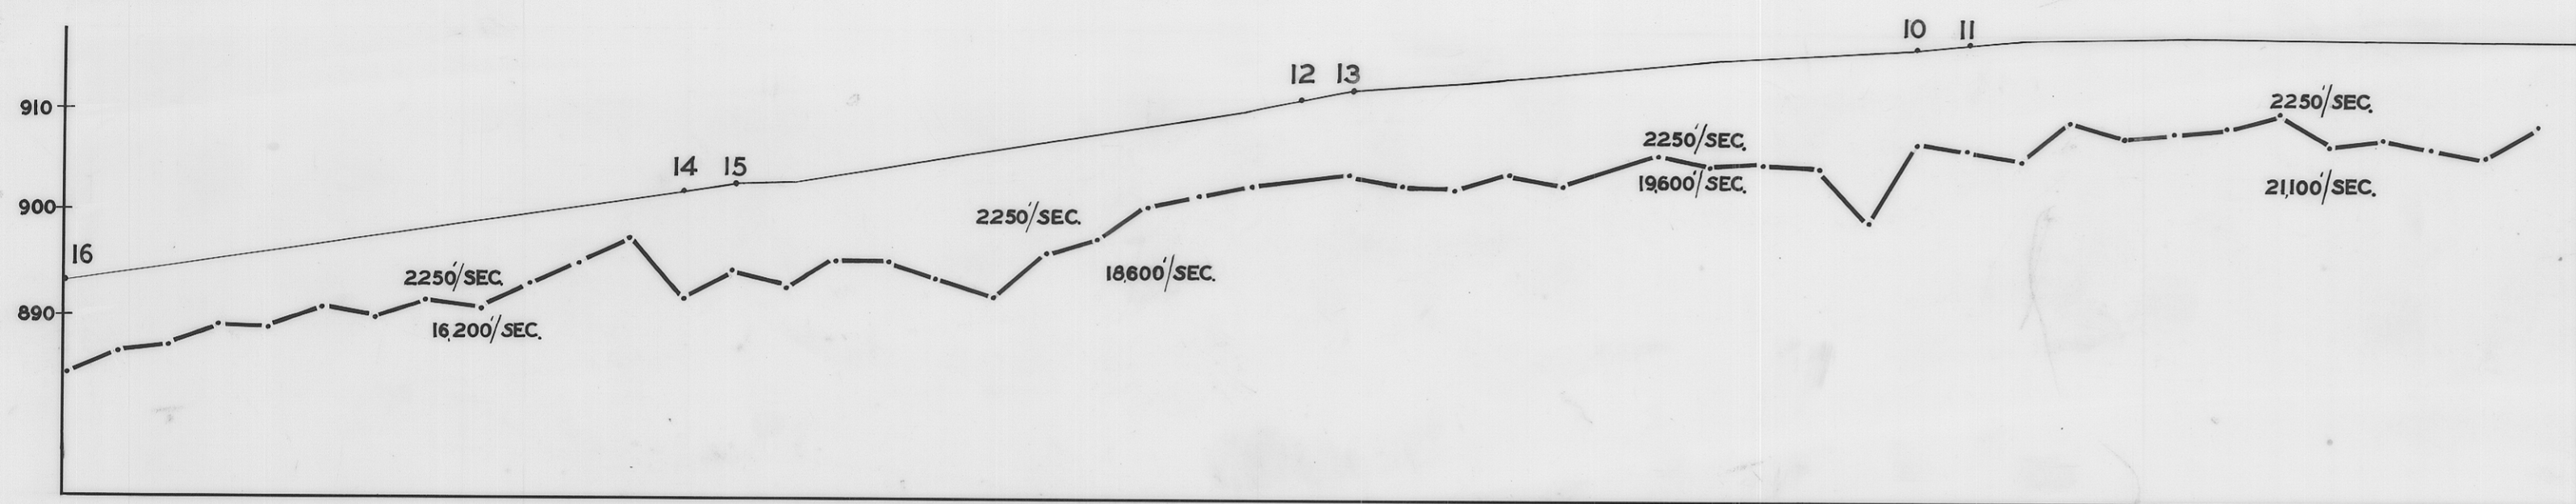 10 11
12 13
910
2250'/SEC.
2250'/SEC.
14 15
19,600'/SEC.
21,100'/SEC.
900
2250'/SEC.
16
2250'/SEC.
18,600'/SEC.
890
16,200'/SEC.